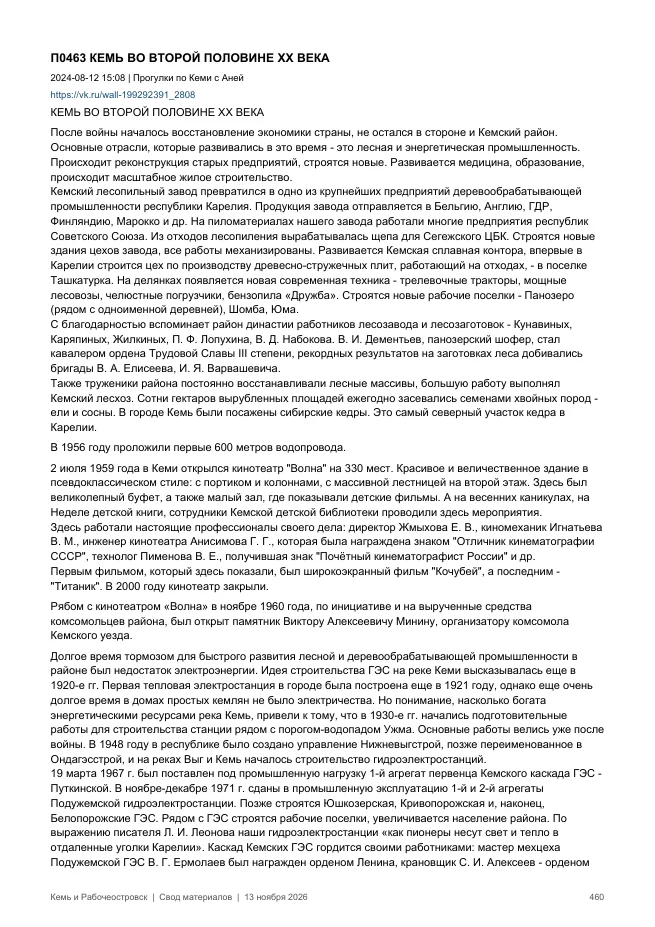 П0463 КЕМЬ ВО ВТОРОЙ ПОЛОВИНЕ XX ВЕКА
2024-08-12 15:08 | Прогулки по Кеми с Аней
https://vk.ru/wall-199292391_2808
КЕМЬ ВО ВТОРОЙ ПОЛОВИНЕ XX ВЕКА
После войны началось восстановление экономики страны, не остался в стороне и Кемский район.
Основные отрасли, которые развивались в это время - это лесная и энергетическая промышленность.
Происходит реконструкция старых предприятий, строятся новые. Развивается медицина, образование,
происходит масштабное жилое строительство.
Кемский лесопильный завод превратился в одно из крупнейших предприятий деревообрабатывающей
промышленности республики Карелия. Продукция завода отправляется в Бельгию, Англию, ГДР,
Финляндию, Марокко и др. На пиломатериалах нашего завода работали многие предприятия республик
Советского Союза. Из отходов лесопиления вырабатывалась щепа для Сегежского ЦБК. Строятся новые
здания цехов завода, все работы механизированы. Развивается Кемская сплавная контора, впервые в
Карелии строится цех по производству древесно-стружечных плит, работающий на отходах, - в поселке
Ташкатурка. На делянках появляется новая современная техника - трелевочные тракторы, мощные
лесовозы, челюстные погрузчики, бензопила «Дружба». Строятся новые рабочие поселки - Панозеро
(рядом с одноименной деревней), Шомба, Юма.
С благодарностью вспоминает район династии работников лесозавода и лесозаготовок - Кунавиных,
Каряпиных, Жилкиных, П. Ф. Лопухина, В. Д. Набокова. В. И. Дементьев, панозерский шофер, стал
кавалером ордена Трудовой Славы III степени, рекордных результатов на заготовках леса добивались
бригады В. А. Елисеева, И. Я. Варвашевича.
Также труженики района постоянно восстанавливали лесные массивы, большую работу выполнял
Кемский лесхоз. Сотни гектаров вырубленных площадей ежегодно засевались семенами хвойных пород -
ели и сосны. В городе Кемь были посажены сибирские кедры. Это самый северный участок кедра в
Карелии.
В 1956 году проложили первые 600 метров водопровода.
2 июля 1959 года в Кеми открылся кинотеатр "Волна" на 330 мест. Красивое и величественное здание в
псевдоклассическом стиле: с портиком и колоннами, с массивной лестницей на второй этаж. Здесь был
великолепный буфет, а также малый зал, где показывали детские фильмы. А на весенних каникулах, на
Неделе детской книги, сотрудники Кемской детской библиотеки проводили здесь мероприятия.
Здесь работали настоящие профессионалы своего дела: директор Жмыхова Е. В., киномеханик Игнатьева
В. М., инженер кинотеатра Анисимова Г. Г., которая была награждена знаком "Отличник кинематографии
СССР", технолог Пименова В. Е., получившая знак "Почётный кинематографист России" и др.
Первым фильмом, который здесь показали, был широкоэкранный фильм "Кочубей", а последним -
"Титаник". В 2000 году кинотеатр закрыли.
Рябом с кинотеатром «Волна» в ноябре 1960 года, по инициативе и на вырученные средства
комсомольцев района, был открыт памятник Виктору Алексеевичу Минину, организатору комсомола
Кемского уезда.
Долгое время тормозом для быстрого развития лесной и деревообрабатывающей промышленности в
районе был недостаток электроэнергии. Идея строительства ГЭС на реке Кеми высказывалась еще в
1920-е гг. Первая тепловая электростанция в городе была построена еще в 1921 году, однако еще очень
долгое время в домах простых кемлян не было электричества. Но понимание, насколько богата
энергетическими ресурсами река Кемь, привели к тому, что в 1930-е гг. начались подготовительные
работы для строительства станции рядом с порогом-водопадом Ужма. Основные работы велись уже после
войны. В 1948 году в республике было создано управление Нижневыгстрой, позже переименованное в
Ондагэсстрой, и на реках Выг и Кемь началось строительство гидроэлектростанций.
19 марта 1967 г. был поставлен под промышленную нагрузку 1-й агрегат первенца Кемского каскада ГЭС -
Путкинской. В ноябре-декабре 1971 г. сданы в промышленную эксплуатацию 1-й и 2-й агрегаты
Подужемской гидроэлектростанции. Позже строятся Юшкозерская, Кривопорожская и, наконец,
Белопорожские ГЭС. Рядом с ГЭС строятся рабочие поселки, увеличивается население района. По
выражению писателя Л. И. Леонова наши гидроэлектростанции «как пионеры несут свет и тепло в
отдаленные уголки Карелии». Каскад Кемских ГЭС гордится своими работниками: мастер мехцеха
Подужемской ГЭС В. Г. Ермолаев был награжден орденом Ленина, крановщик С. И. Алексеев - орденом
Кемь и Рабочеостровск | Свод материалов | 13 ноября 2026
460